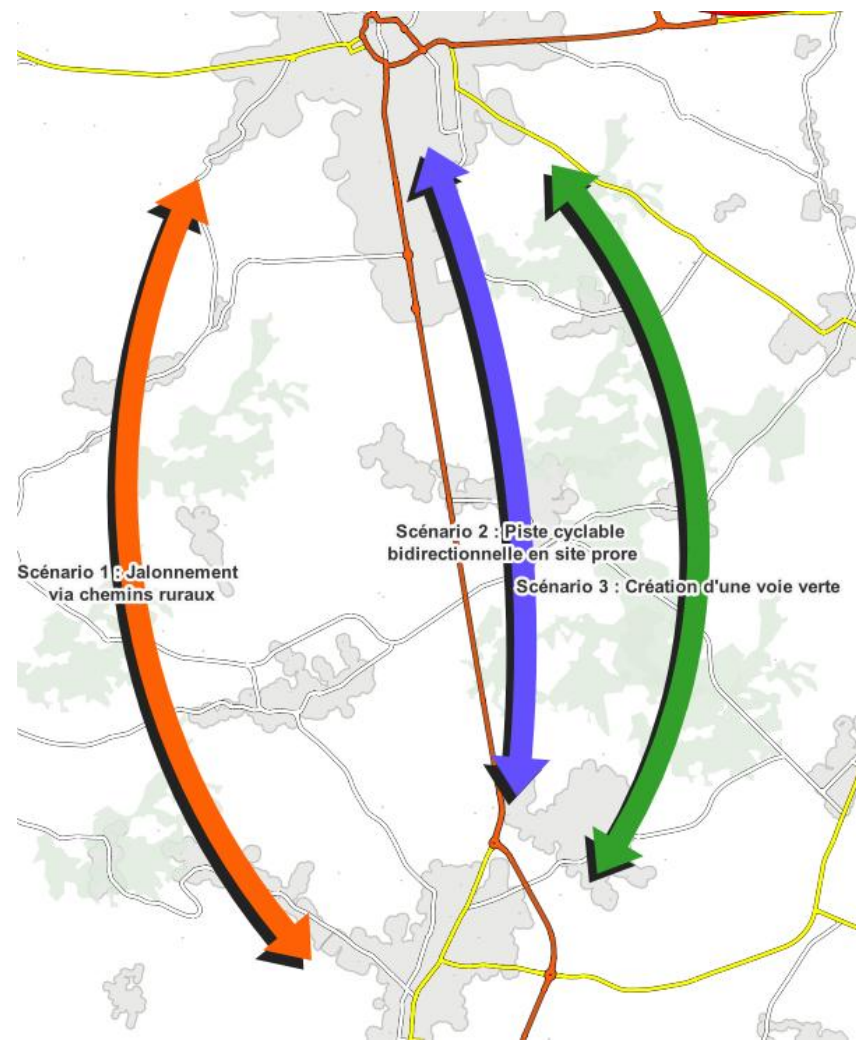 Scénario 2 : Piste cyclable
bidirectionnelle en site prore
Scénario 1 : Jalonnement
via chemins ruraux
Scénario 3 : Création d'une voie verte